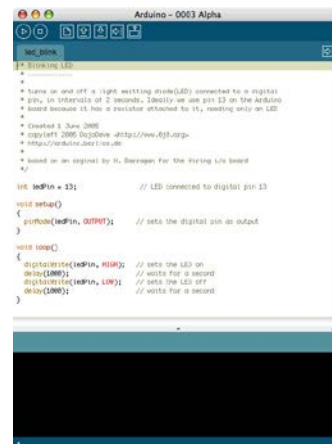 Arduino - 0003 Alpha
led_blink
/* Blinking LED
* ------------
*
* turns on and off a light emitting diode(LED) connected to a digital
* pin, in intervals of 2 seconds. Ideally we use pin 13 on the Arduino
* board because it has a resistor attached to it, needing only an LED
*
* Created 1 June 2005
* copyleft 2005 DojoDave <http://www.0j0.org>
* http://arduino.berlios.de
*
* based on an orginal by H. Barragan for the Wiring i/o board
*/
int ledPin = 13; // LED connected to digital pin 13
void setup()
{
pinMode(ledPin, OUTPUT); // sets the digital pin as output
}
void loop()
{
digitalWrite(ledPin, HIGH); // sets the LED on
delay(1000); // waits for a second
digitalWrite(ledPin, LOW); // sets the LED off
delay(1000); // waits for a second
}